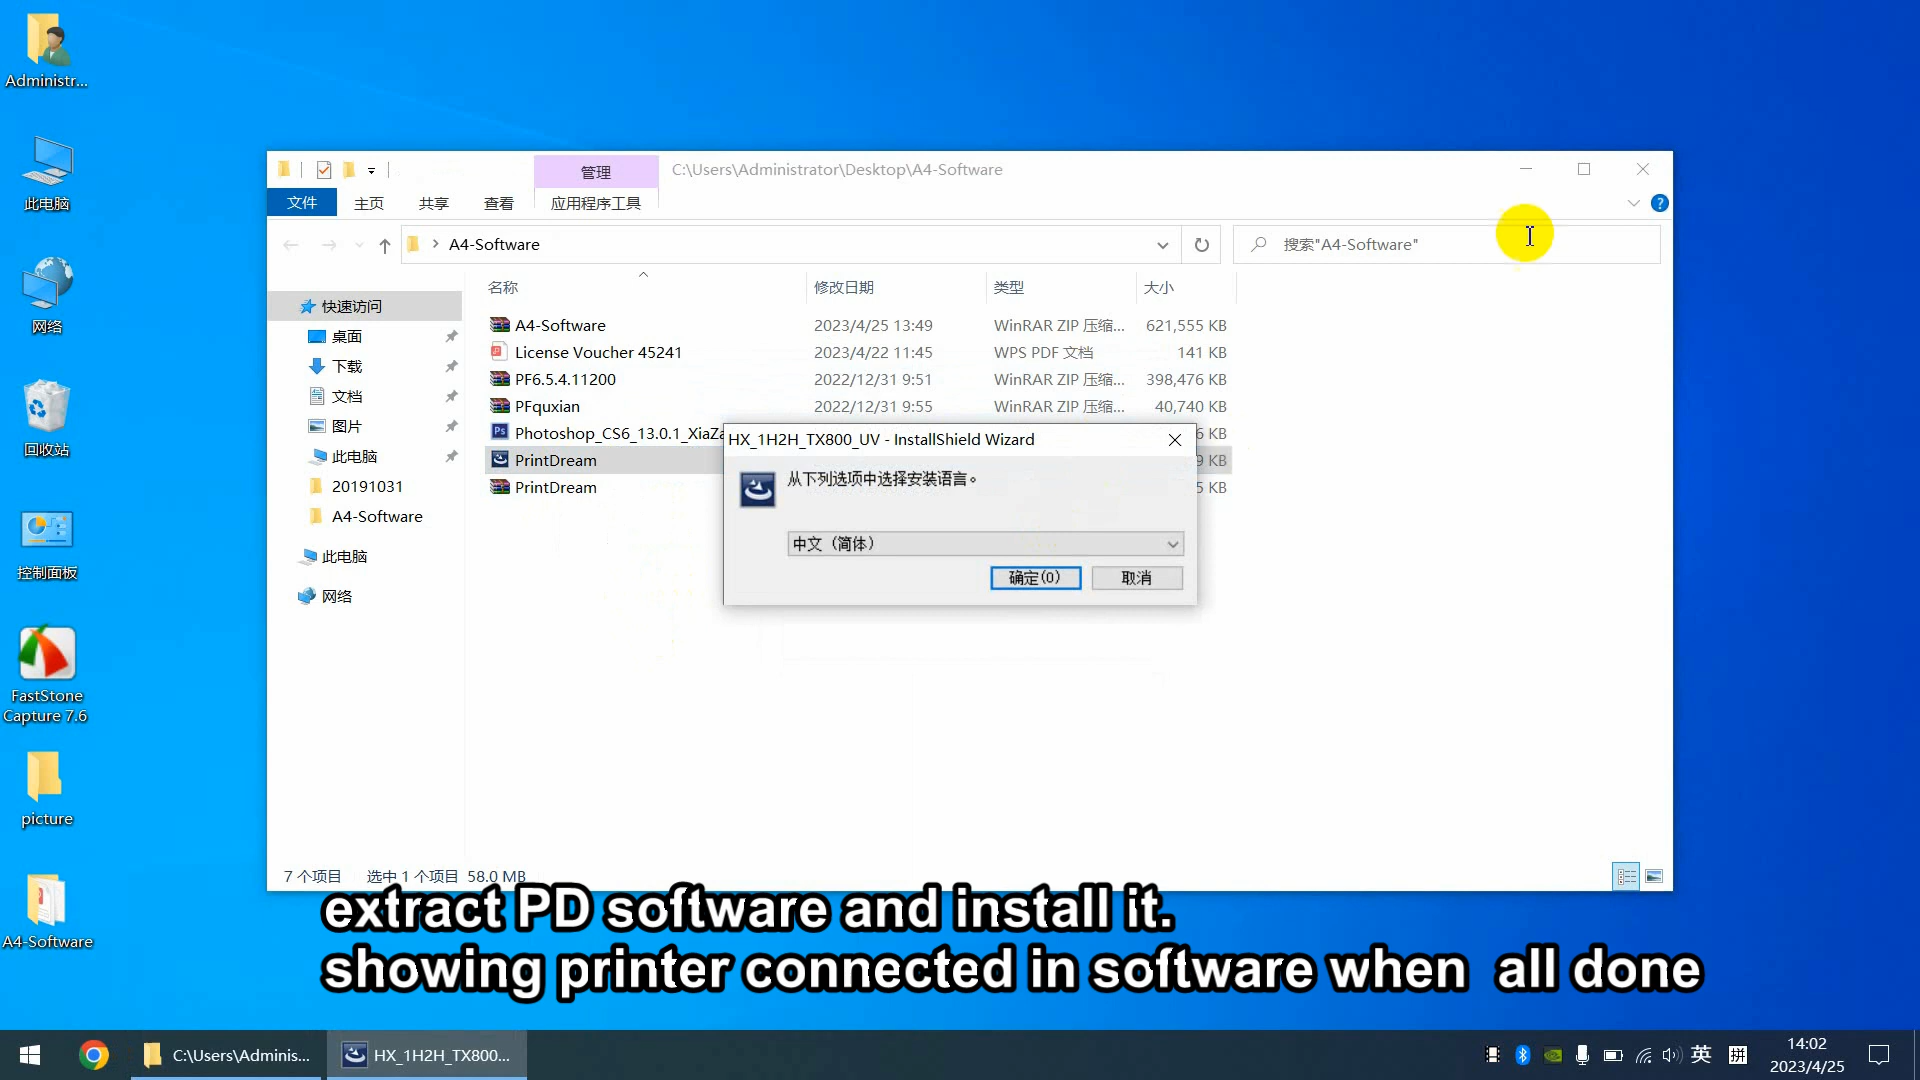 Administr...
此电脑
网络
回收站
控制面板
FastStone
Capture 7.6
picture
A4-Software
管理
C:\Users\Administrator\Desktop\A4-Software
文件 主页 共享 查看 应用程序工具
A4-Software
搜索"A4-Software"
快速访问
桌面
下载
文档
图片
此电脑
20191031
A4-Software
此电脑
网络
名称 修改日期 类型 大小
A4-Software 2023/4/25 13:49 WinRAR ZIP 压缩... 621,555 KB
License Voucher 45241 2023/4/22 11:45 WPS PDF 文档 141 KB
PF6.5.4.11200 2022/12/31 9:51 WinRAR ZIP 压缩... 398,476 KB
PFquxian 2022/12/31 9:55 WinRAR ZIP 压缩... 40,740 KB
Photoshop_CS6_13.0.1_XiaZa KB
PrintDream KB
PrintDream KB
HX_1H2H_TX800_UV - InstallShield Wizard
从下列选项中选择安装语言。
中文（简体）
确定(O) 取消
7 个项目 选中 1 个项目 58.0 MB
extract PD software and install it.
showing printer connected in software when all done
C:\Users\Adminis...
HX_1H2H_TX800...
英
拼
14:02
2023/4/25